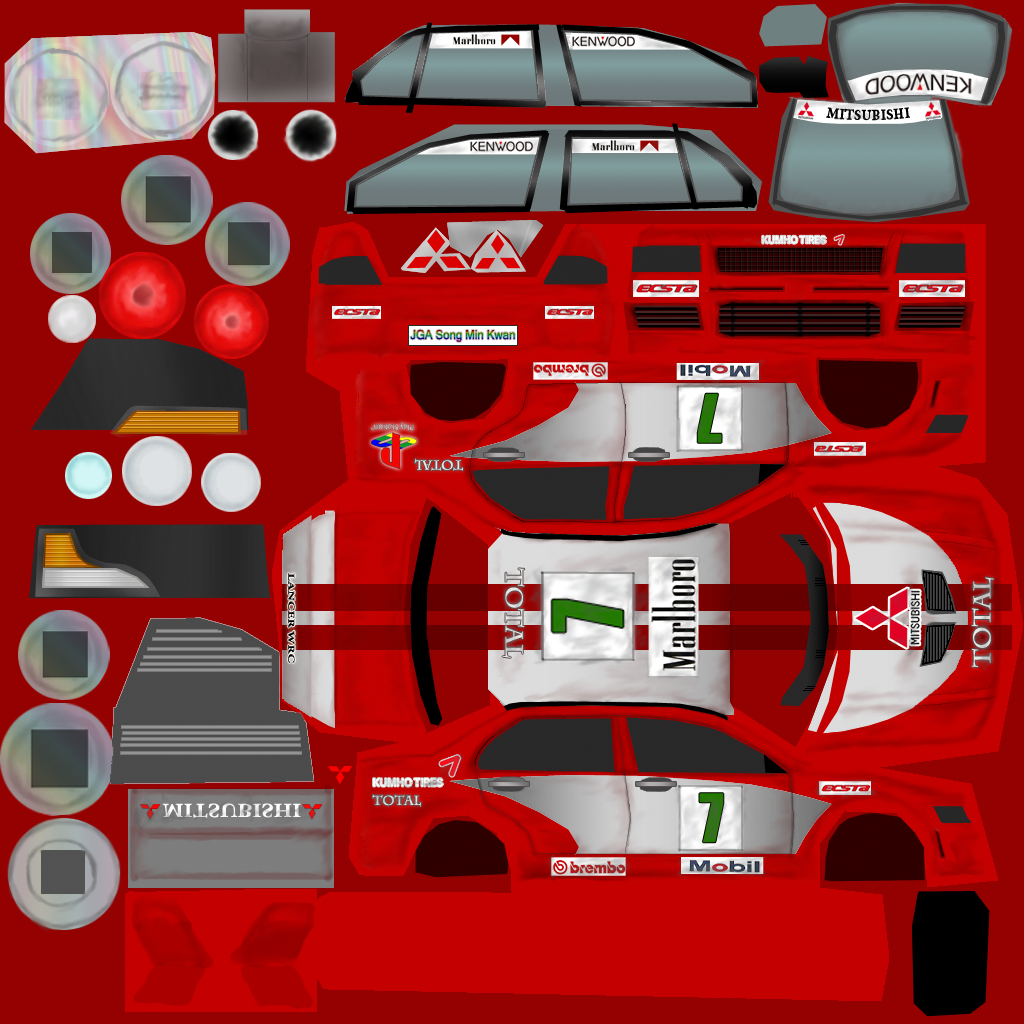 Marlboro
KENWOOD
KENWOOD
MITSUBISHI
KENWOOD
Marlboro
KUMHO TIRES
ecsta
ecsta
ecsta
ecsta
JGA Song Min Kwan
brembo
Mobil
7
PlayStation
TOTAL
ecsta
LANCER WRC
TOTAL
7
Marlboro
MITSUBISHI
TOTAL
KUMHO TIRES
TOTAL
ecsta
7
MITSUBISHI
brembo
Mobil